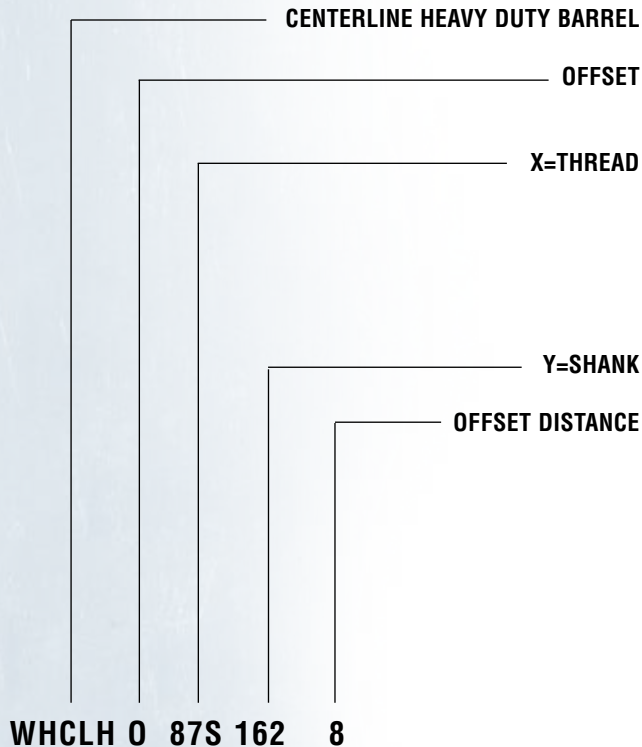 CENTERLINE HEAVY DUTY BARREL
OFFSET
X=THREAD
Y=SHANK
OFFSET DISTANCE
WHCLH O 87S 162 8